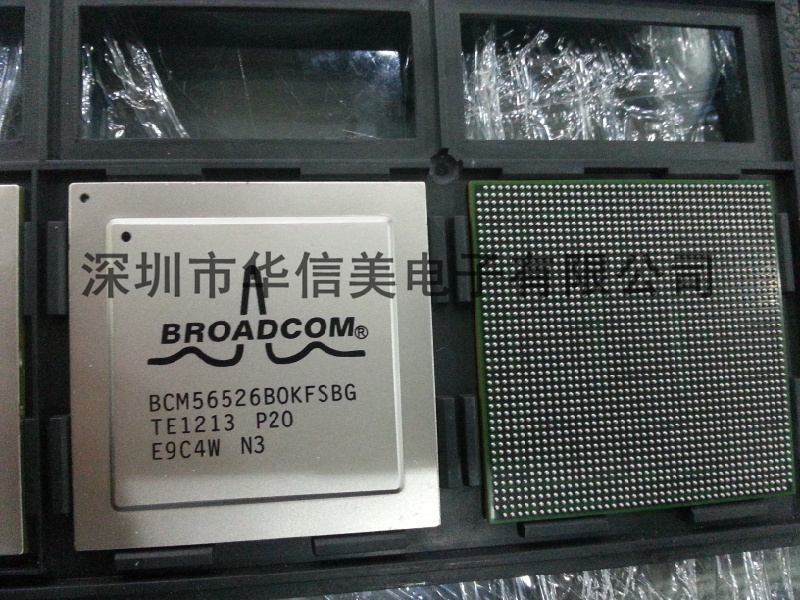 深圳市华信美电子有限公司
BROADCOM®
BCM56526B0KFSBG
TE1213 P20
E9C4W N3